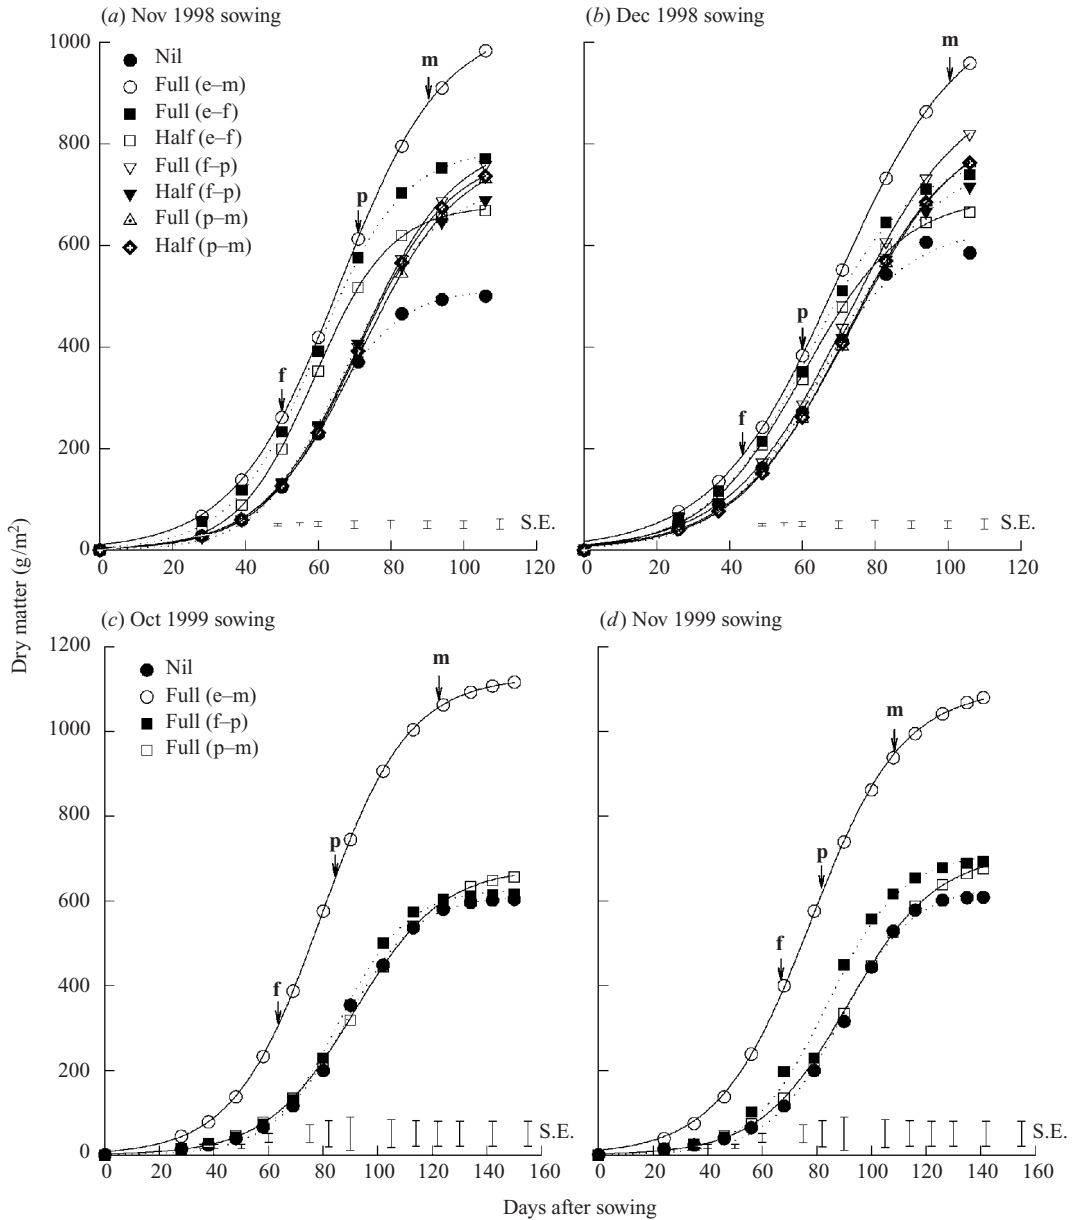 (a) Nov 1998 sowing
(b) Dec 1998 sowing
1000
800
600
400
200
0
Nil
Full (e–m)
Full (e–f)
Half (e–f)
Full (f–p)
Half (f–p)
Full (p–m)
Half (p–m)
m
p
f
S.E.
0 20 40 60 80 100 120
m
p
f
S.E.
0 20 40 60 80 100 120
Dry matter (g/m²)
(c) Oct 1999 sowing
(d) Nov 1999 sowing
1200
1000
800
600
400
200
0
Nil
Full (e–m)
Full (f–p)
Full (p–m)
m
p
f
S.E.
0 20 40 60 80 100 120 140 160
m
p
f
S.E.
0 20 40 60 80 100 120 140 160
Days after sowing